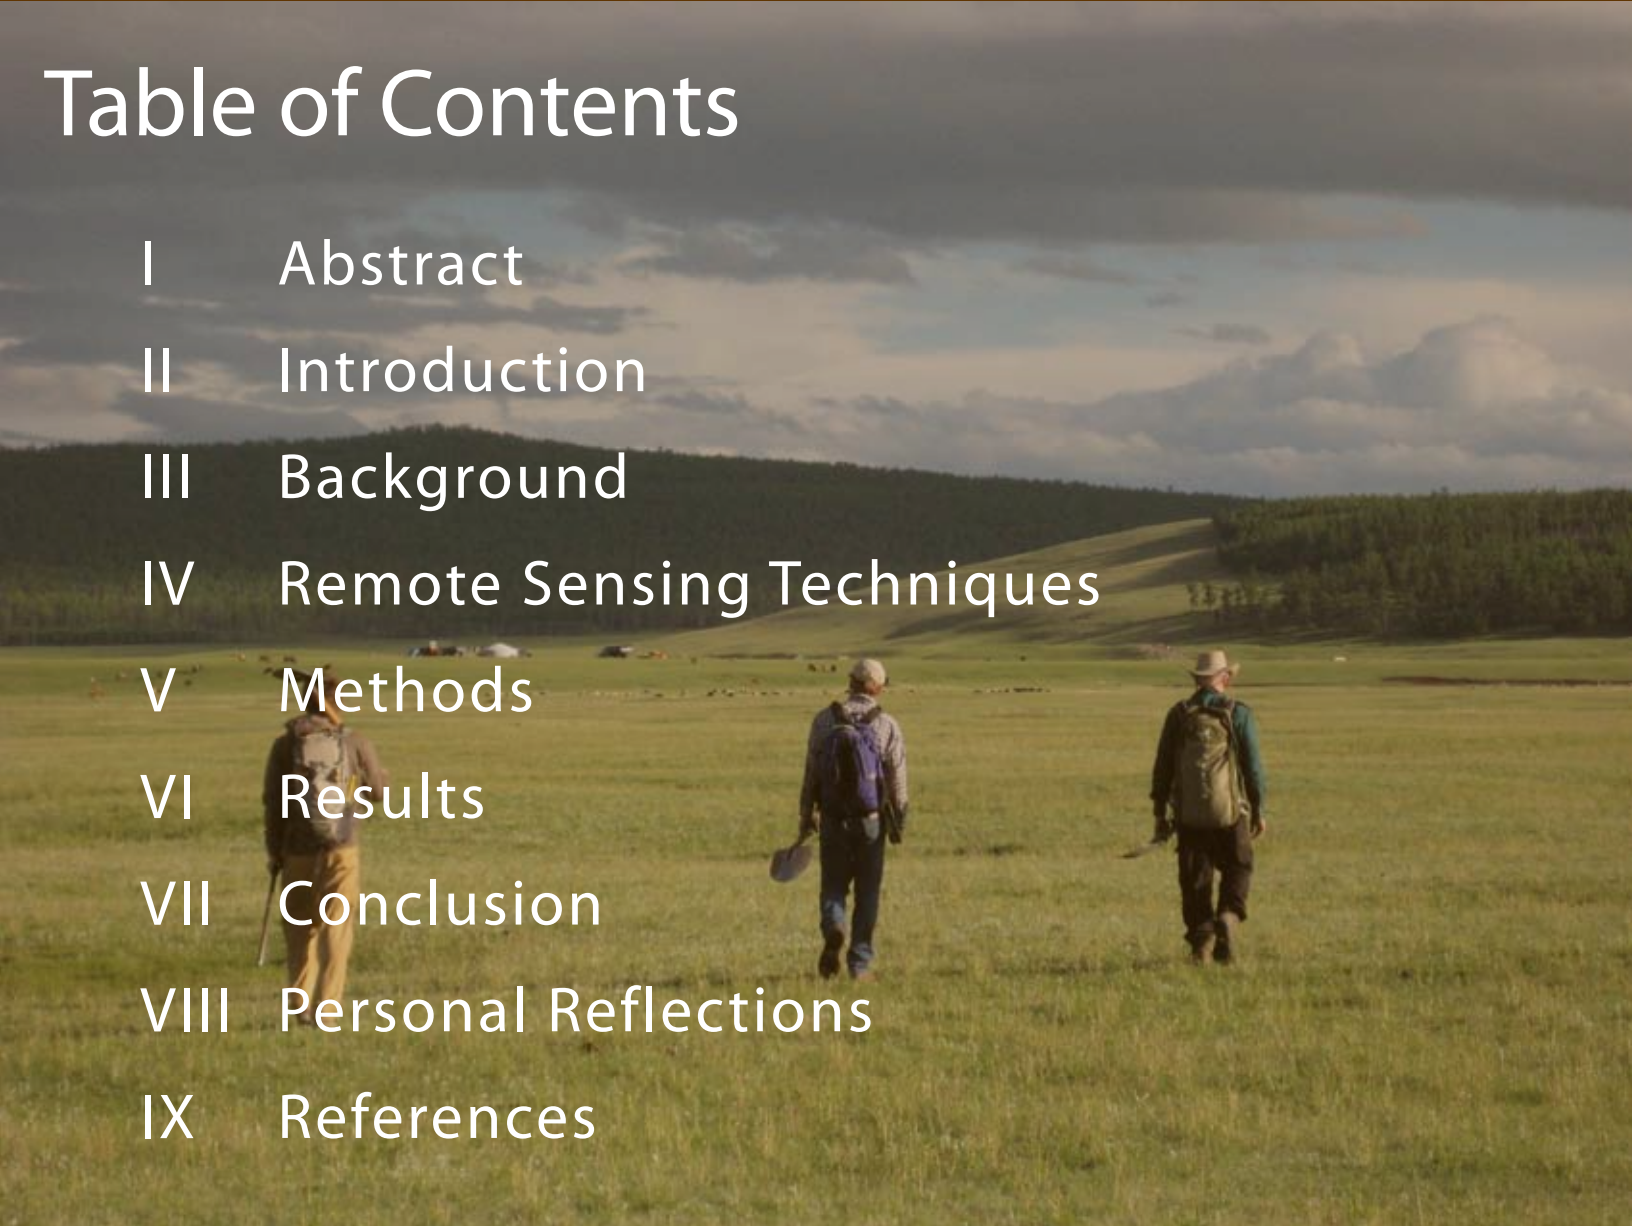 Table of Contents
I Abstract
II Introduction
III Background
IV Remote Sensing Techniques
V Methods
VI Results
VII Conclusion
VIII Personal Reflections
IX References